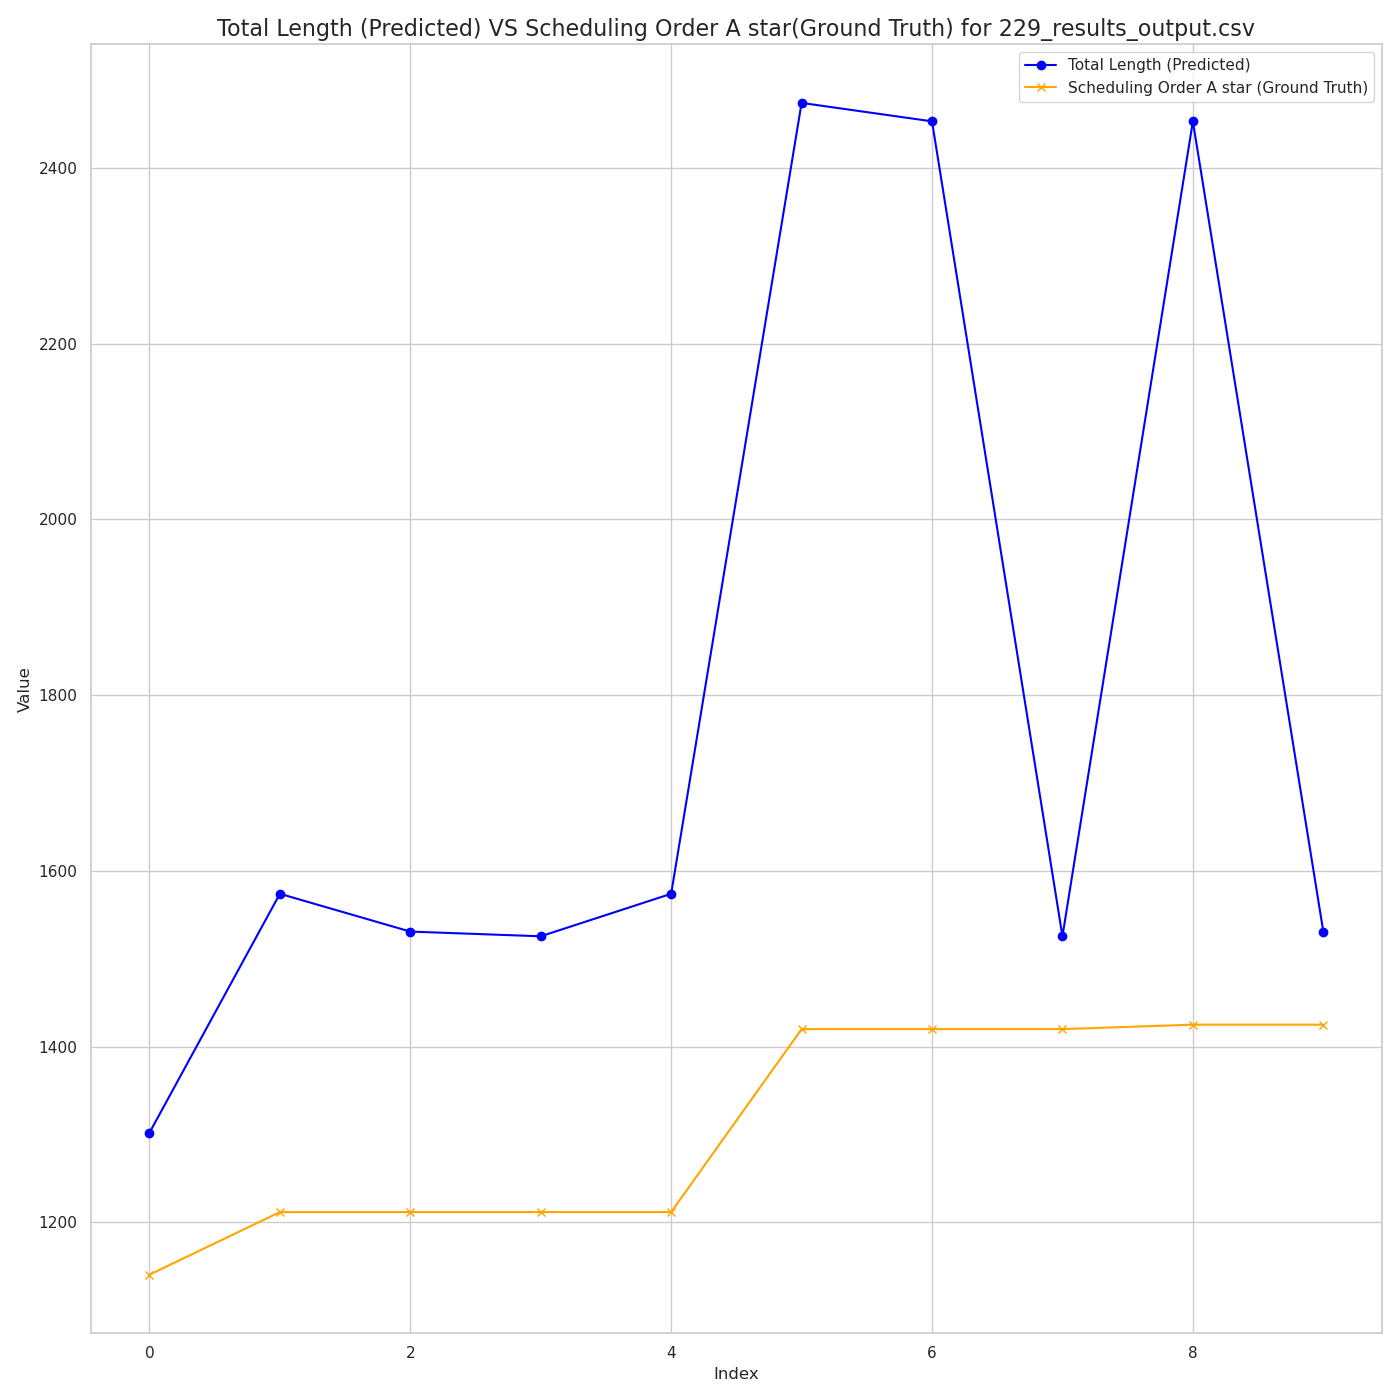 Total Length (Predicted) VS Scheduling Order A star(Ground Truth) for 229_results_output.csv
Total Length (Predicted)
Scheduling Order A star (Ground Truth)
2400
2200
2000
1800
1600
1400
1200
Value
0 2 4 6 8
Index